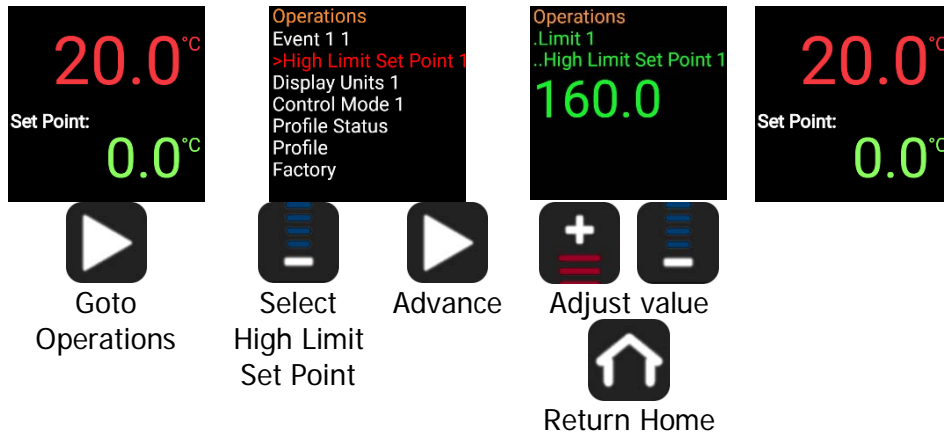 20.0°C
Set Point:
0.0°C
Operations
Event 1 1
>High Limit Set Point 1
Display Units 1
Control Mode 1
Profile Status
Profile
Factory
Operations
.Limit 1
..High Limit Set Point 1
160.0
20.0°C
Set Point:
0.0°C
Goto
Operations
Select
High Limit
Set Point
Advance
+
-
Adjust value
Return Home